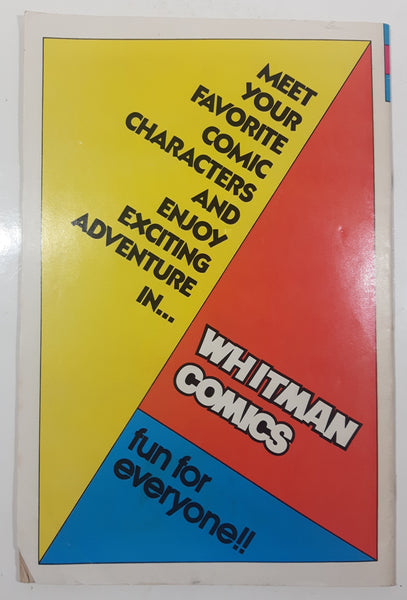 MEET
YOUR
FAVORITE
COMIC
CHARACTERS
AND
ENJOY
EXCITING
ADVENTURE
IN...
WHITMAN
COMICS
fun for
everyone!!